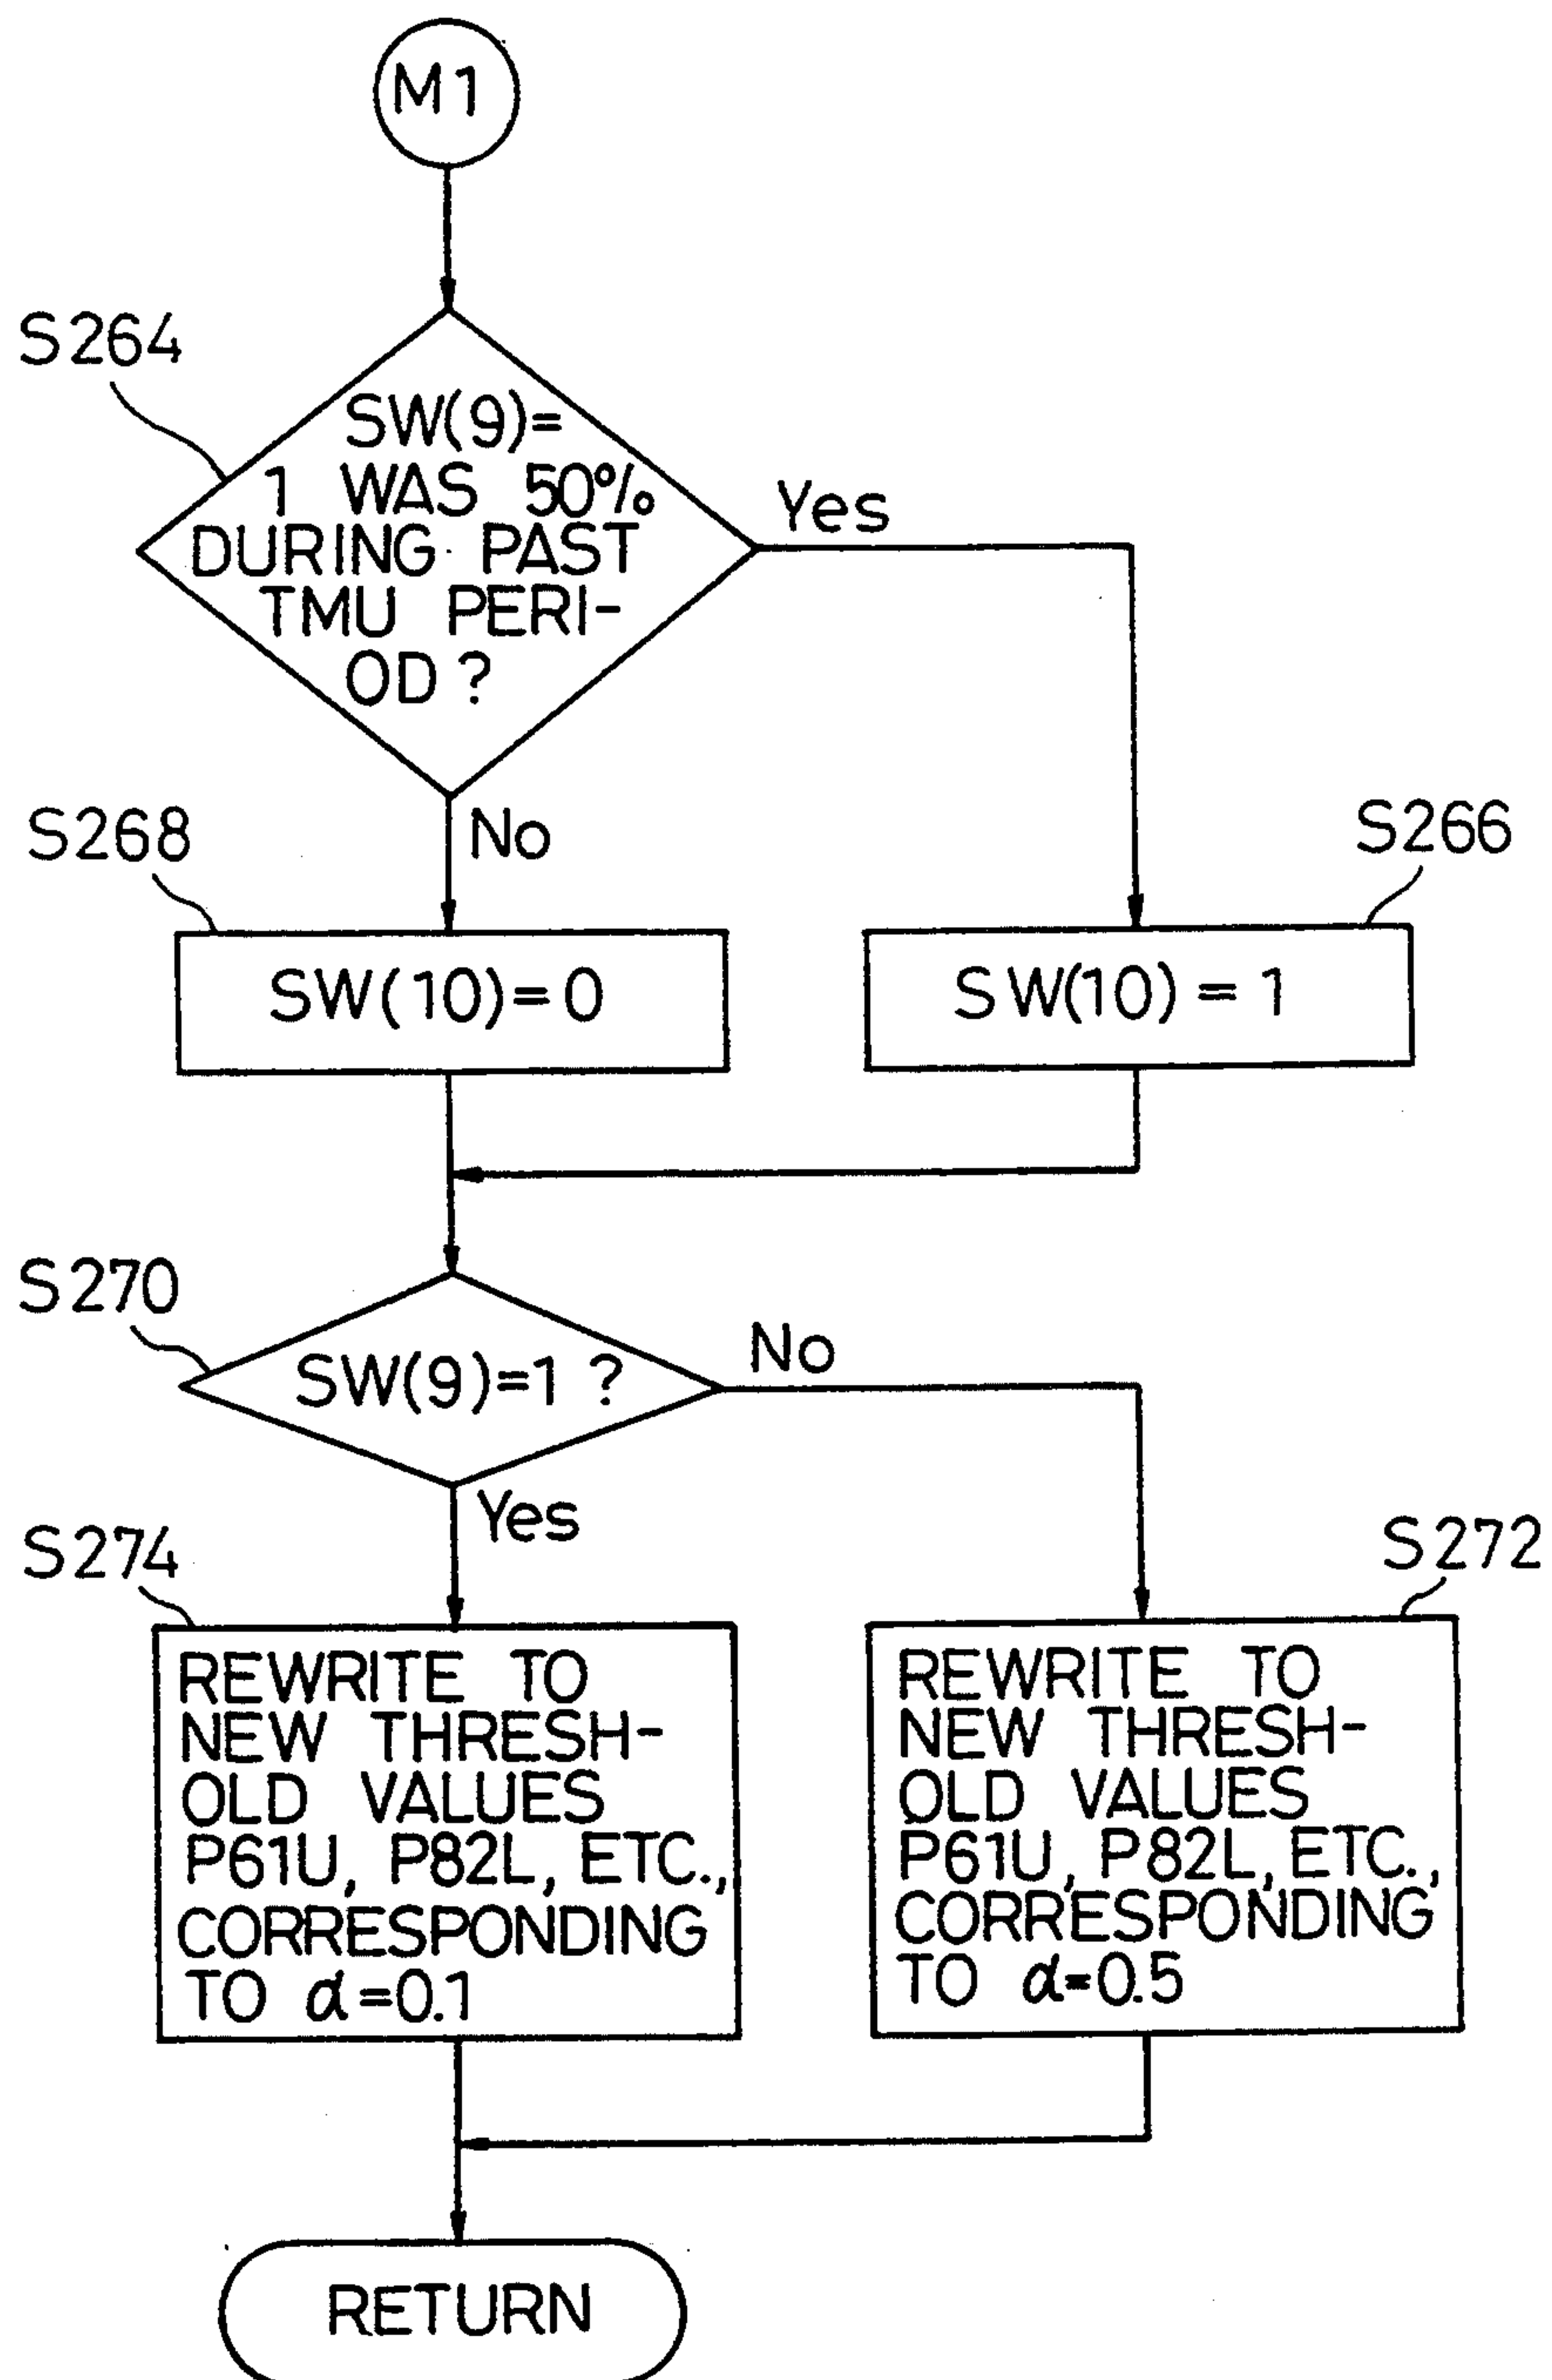 M1
S264
SW(9)=
1 WAS 50%
DURING PAST
TMU PERI-
OD ?
Yes
No
S268
S266
SW(10)=0
SW(10) = 1
S270
SW(9)=1 ?
No
Yes
S274
S272
REWRITE TO
NEW THRESH-
OLD VALUES
P61U, P82L, ETC.,
CORRESPONDING
TO α=0.1
REWRITE TO
NEW THRESH-
OLD VALUES
P61U, P82L, ETC.,
CORRESPONDING
TO α=0.5
RETURN